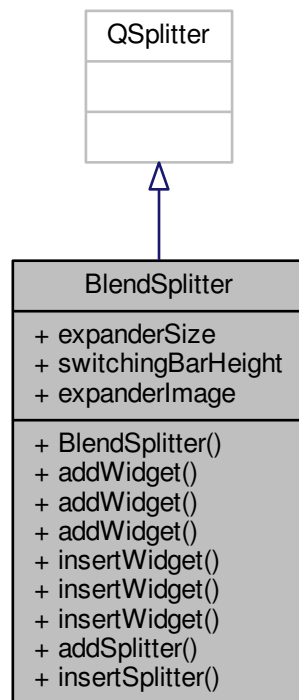 QSplitter
BlendSplitter
+ expanderSize
+ switchingBarHeight
+ expanderImage
+ BlendSplitter()
+ addWidget()
+ addWidget()
+ addWidget()
+ insertWidget()
+ insertWidget()
+ insertWidget()
+ addSplitter()
+ insertSplitter()